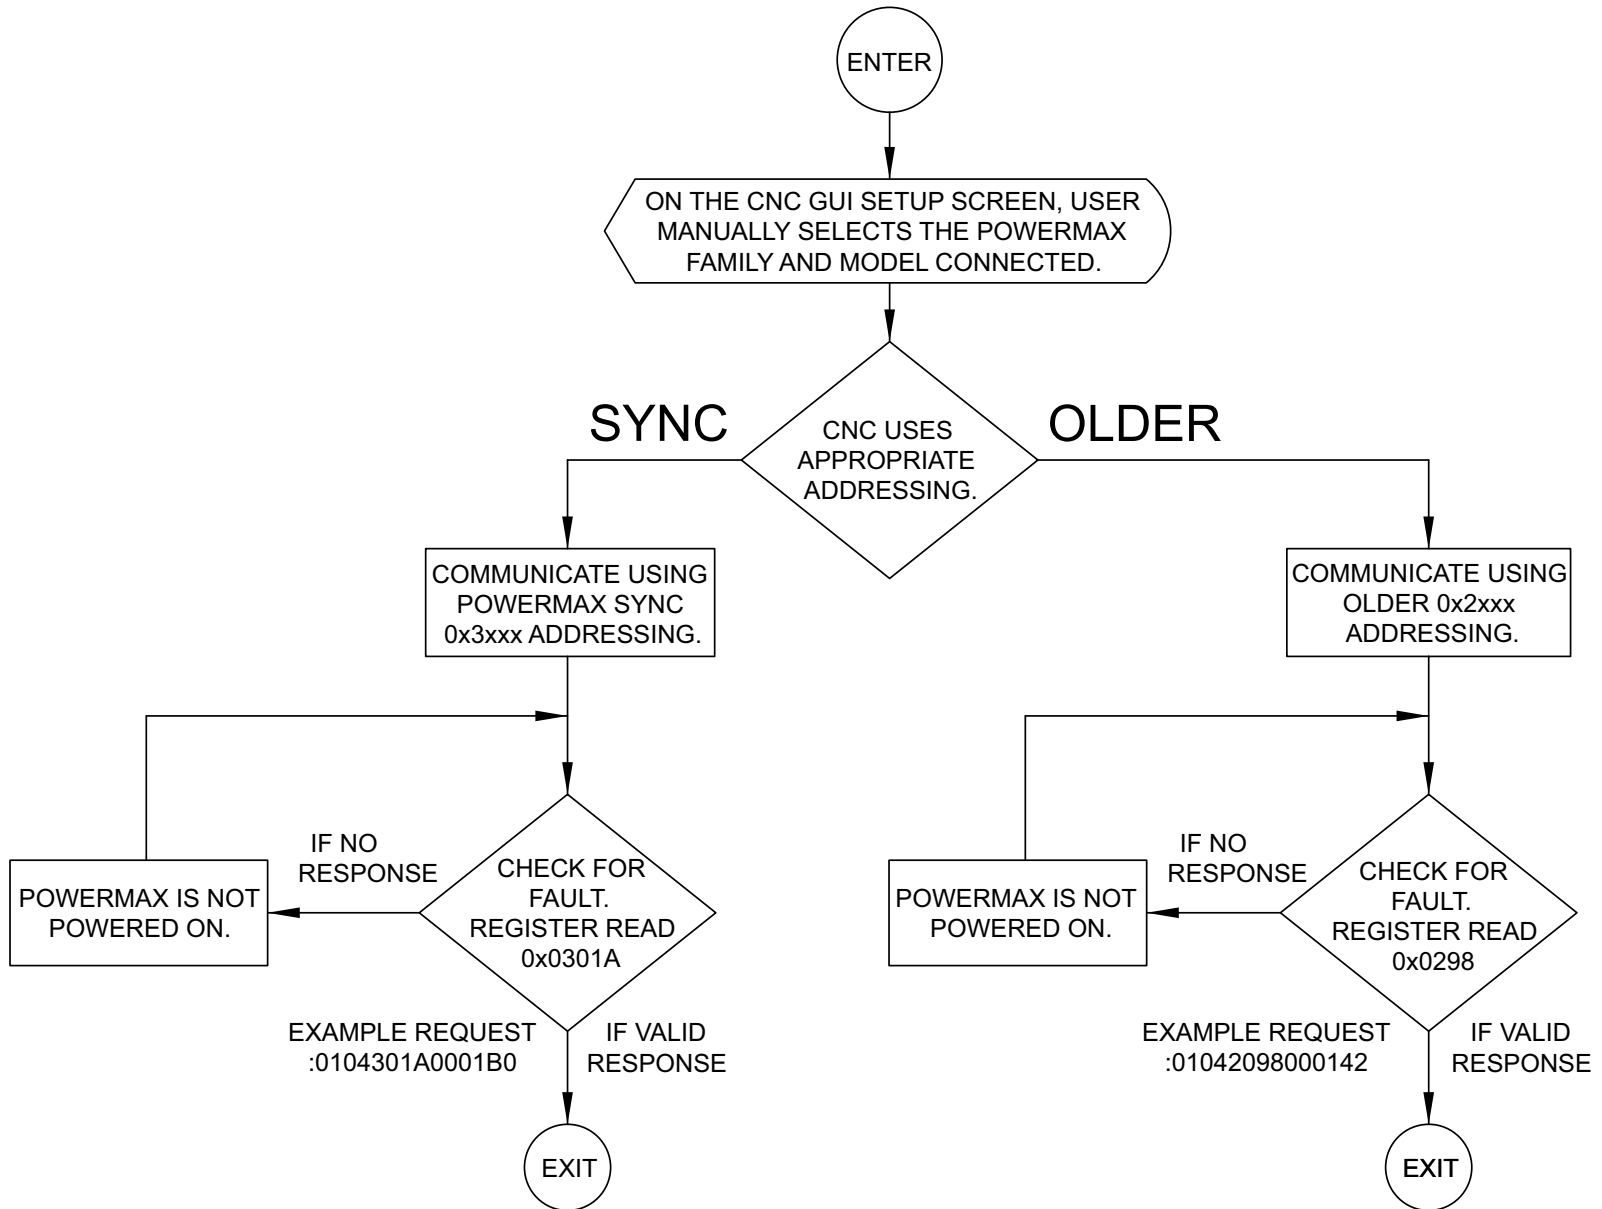 ENTER
ON THE CNC GUI SETUP SCREEN, USER
MANUALLY SELECTS THE POWERMAX
FAMILY AND MODEL CONNECTED.
SYNC
CNC USES
APPROPRIATE
ADDRESSING.
OLDER
COMMUNICATE USING
POWERMAX SYNC
0x3xxx ADDRESSING.
COMMUNICATE USING
OLDER 0x2xxx
ADDRESSING.
IF NO
RESPONSE
POWERMAX IS NOT
POWERED ON.
CHECK FOR
FAULT.
REGISTER READ
0x0301A
EXAMPLE REQUEST
:0104301A0001B0
IF VALID
RESPONSE
EXIT
IF NO
RESPONSE
POWERMAX IS NOT
POWERED ON.
CHECK FOR
FAULT.
REGISTER READ
0x0298
EXAMPLE REQUEST
:01042098000142
IF VALID
RESPONSE
EXIT